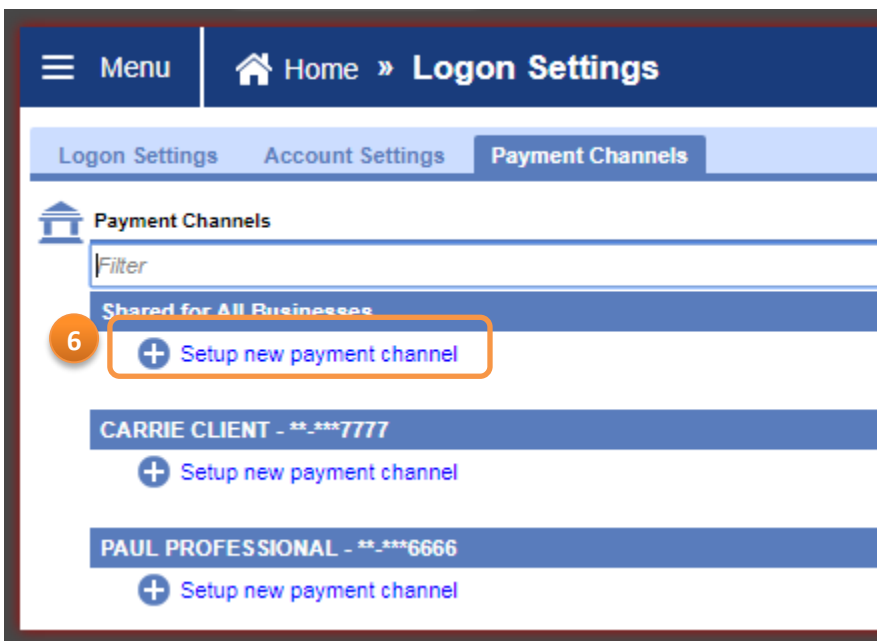 Menu Home » Logon Settings
Logon Settings Account Settings Payment Channels
Payment Channels
Filter
Shared for All Businesses
6 Setup new payment channel
CARRIE CLIENT - **-***7777
Setup new payment channel
PAUL PROFESSIONAL - **-***6666
Setup new payment channel